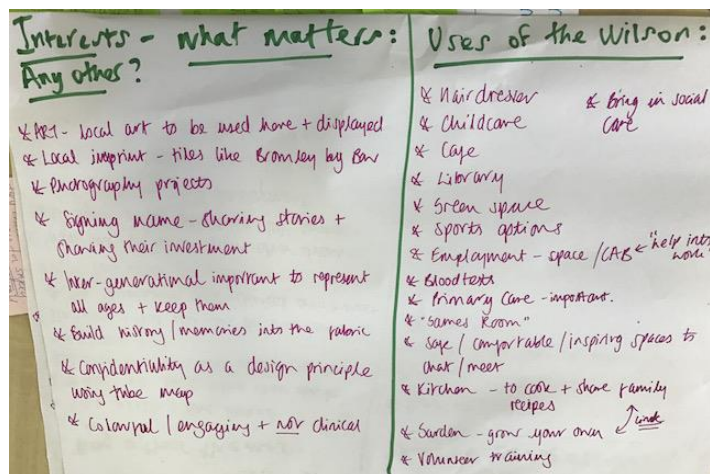 Interests - what matters:
Any other?
* ART - local art to be used here + displayed
* Local imprint - tiles like Bromley by Bow
* Photography projects
* Signing name - sharing stories +
sharing their investment
* Inter-generational important to represent
all ages + keep them
* Build history/memories into the fabric
* Confidentiality as a design principle
using tube map
* Colourful / engaging + not clinical
Uses of the Wilson:
* Hairdresser
* Bring in social
care
* Childcare
* Cafe
* Library
* Green space
* Sports options
* Employment - space / CAB ← "help into
work"
* Blood tests
* Primary Care - important.
* "Games Room"
* Safe / comfortable / inspiring spaces to
chat / meet
* Kitchen - to cook + share family
recipes
links
* Garden - grow your own
* Volunteer training